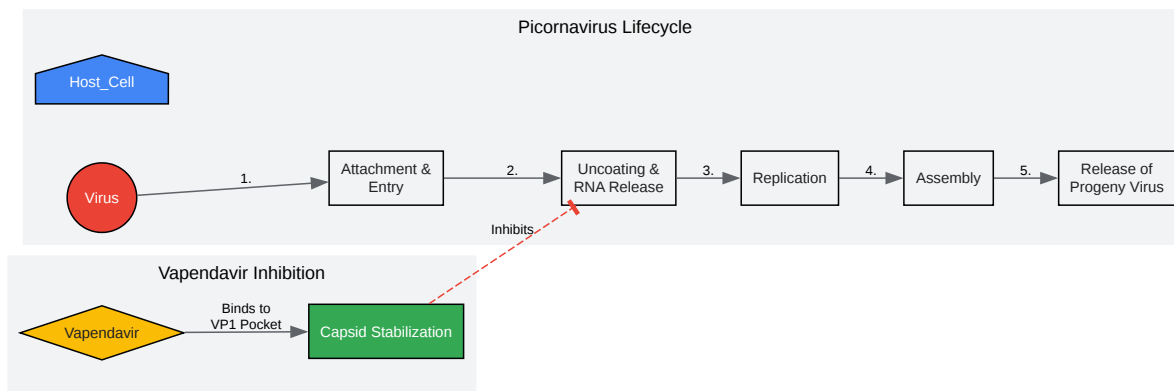 Picornavirus Lifecycle
Host_Cell
Virus
1.
Attachment &
Entry
2.
Uncoating &
RNA Release
3.
Replication
4.
Assembly
5.
Release of
Progeny Virus
Inhibits
Vapendavir Inhibition
Vapendavir
Binds to
VP1 Pocket
Capsid Stabilization